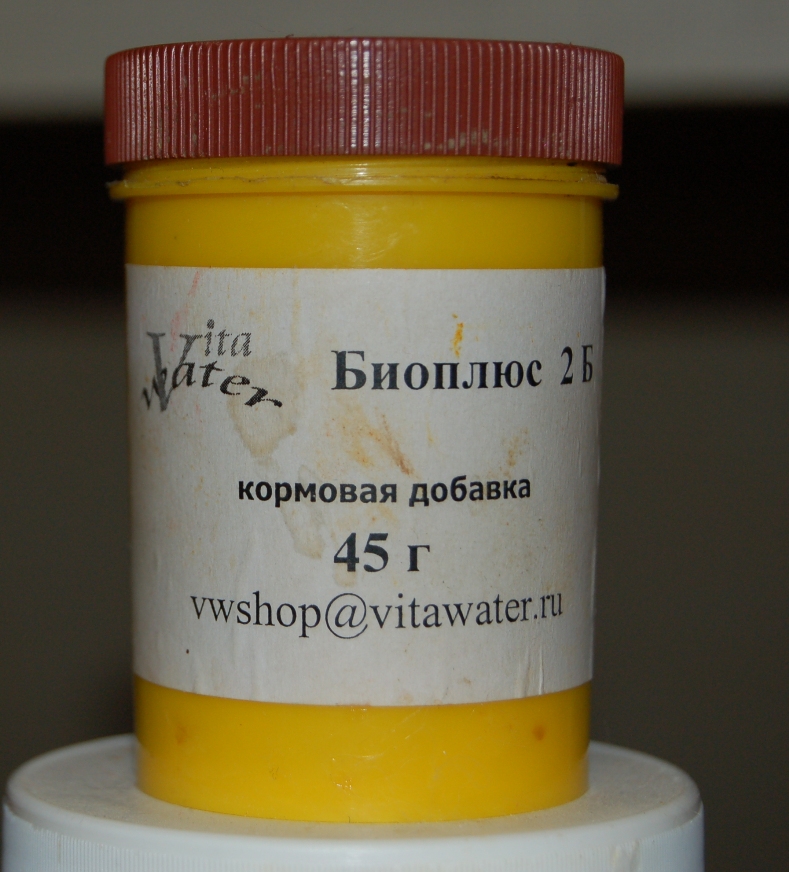 Vita
Water
Биоплюс 2 Б
кормовая добавка
45 г
vwshop@vitawater.ru